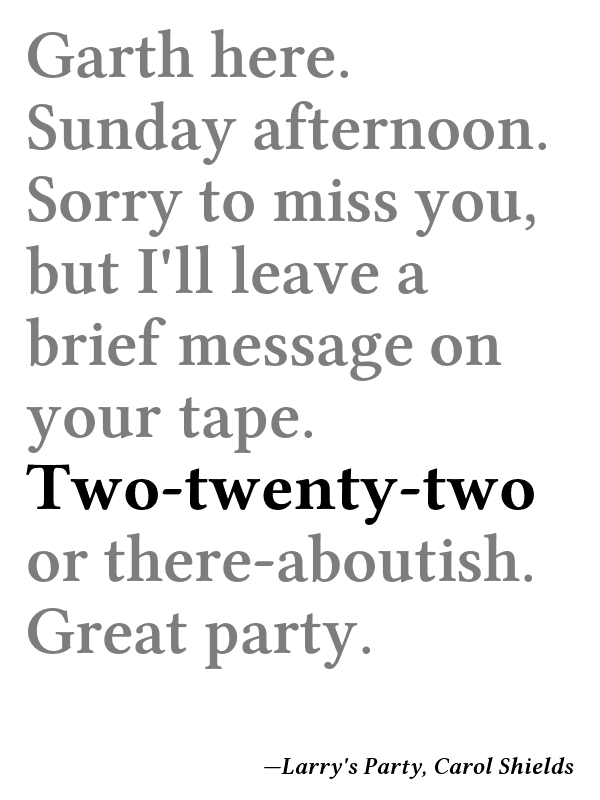 Garth here.
Sunday afternoon.
Sorry to miss you,
but I'll leave a
brief message on
your tape.
Two-twenty-two
or there-aboutish.
Great party.
—Larry's Party, Carol Shields